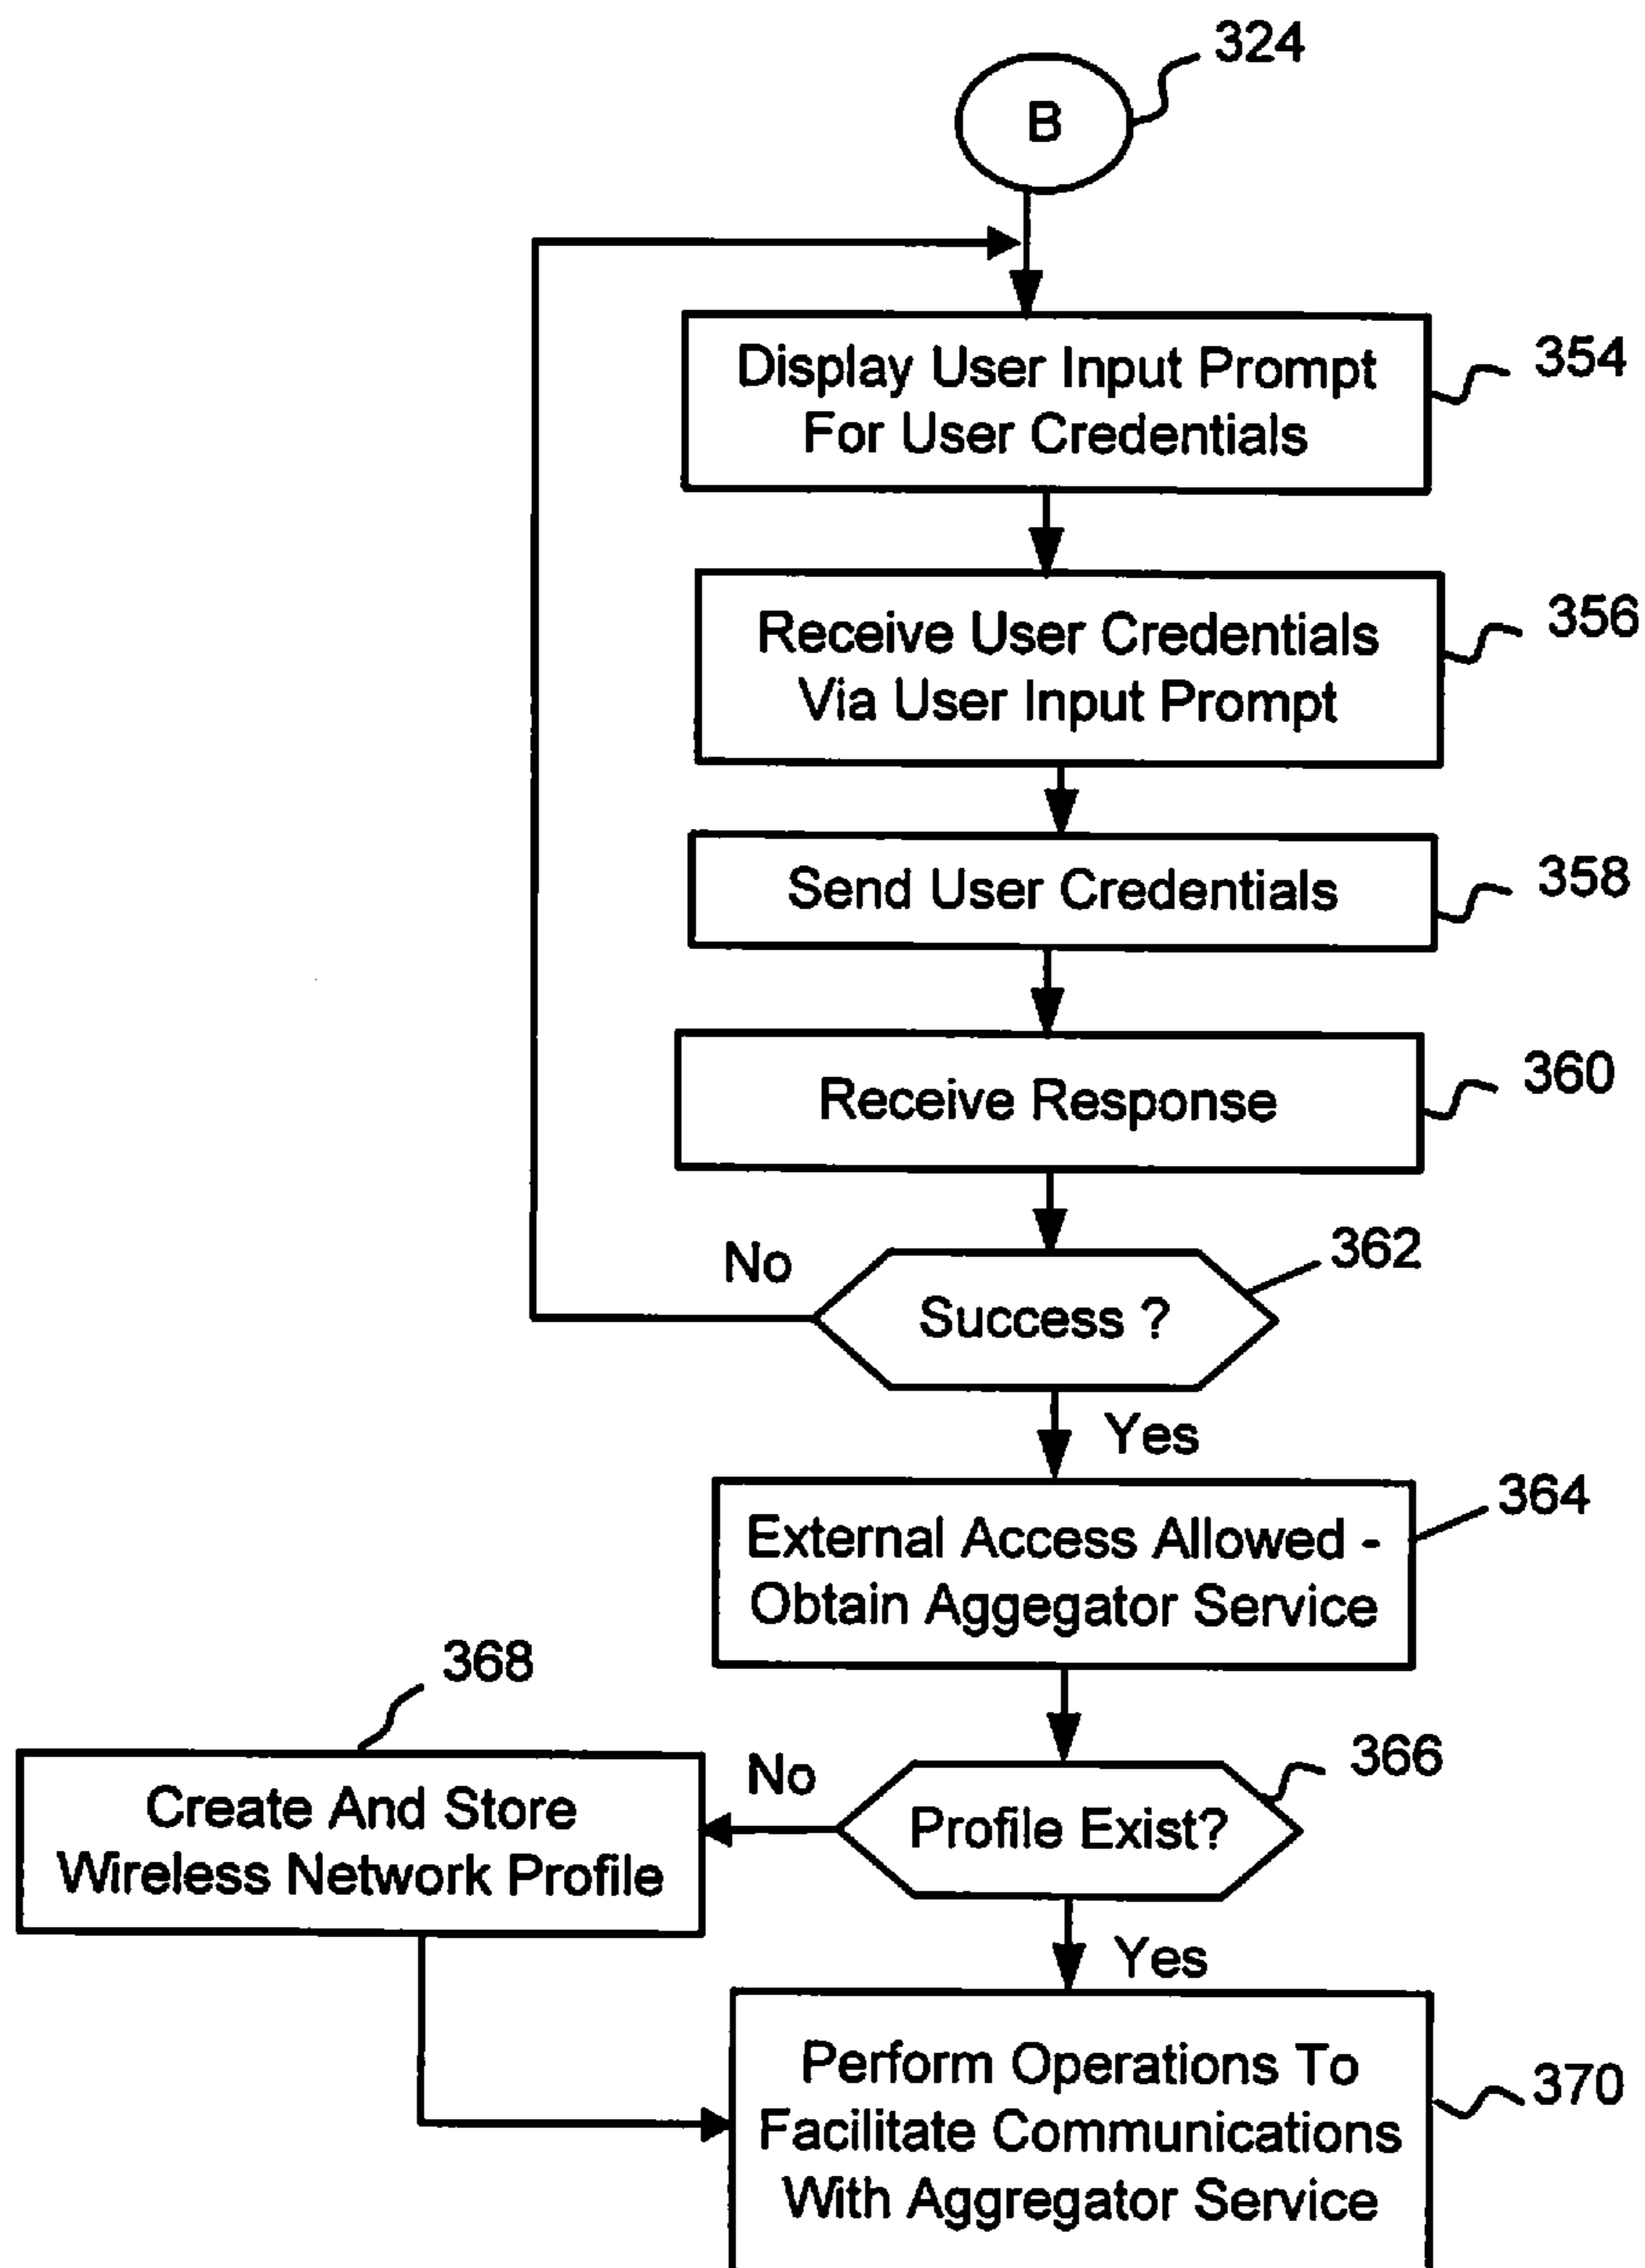 324
B
Display User Input Prompt
For User Credentials
354
Receive User Credentials
Via User Input Prompt
356
Send User Credentials
358
Receive Response
360
No
362
Success ?
Yes
External Access Allowed -
Obtain Aggegator Service
364
368
Create And Store
Wireless Network Profile
No
366
Profile Exist?
Yes
Perform Operations To
Facilitate Communications
With Aggregator Service
370